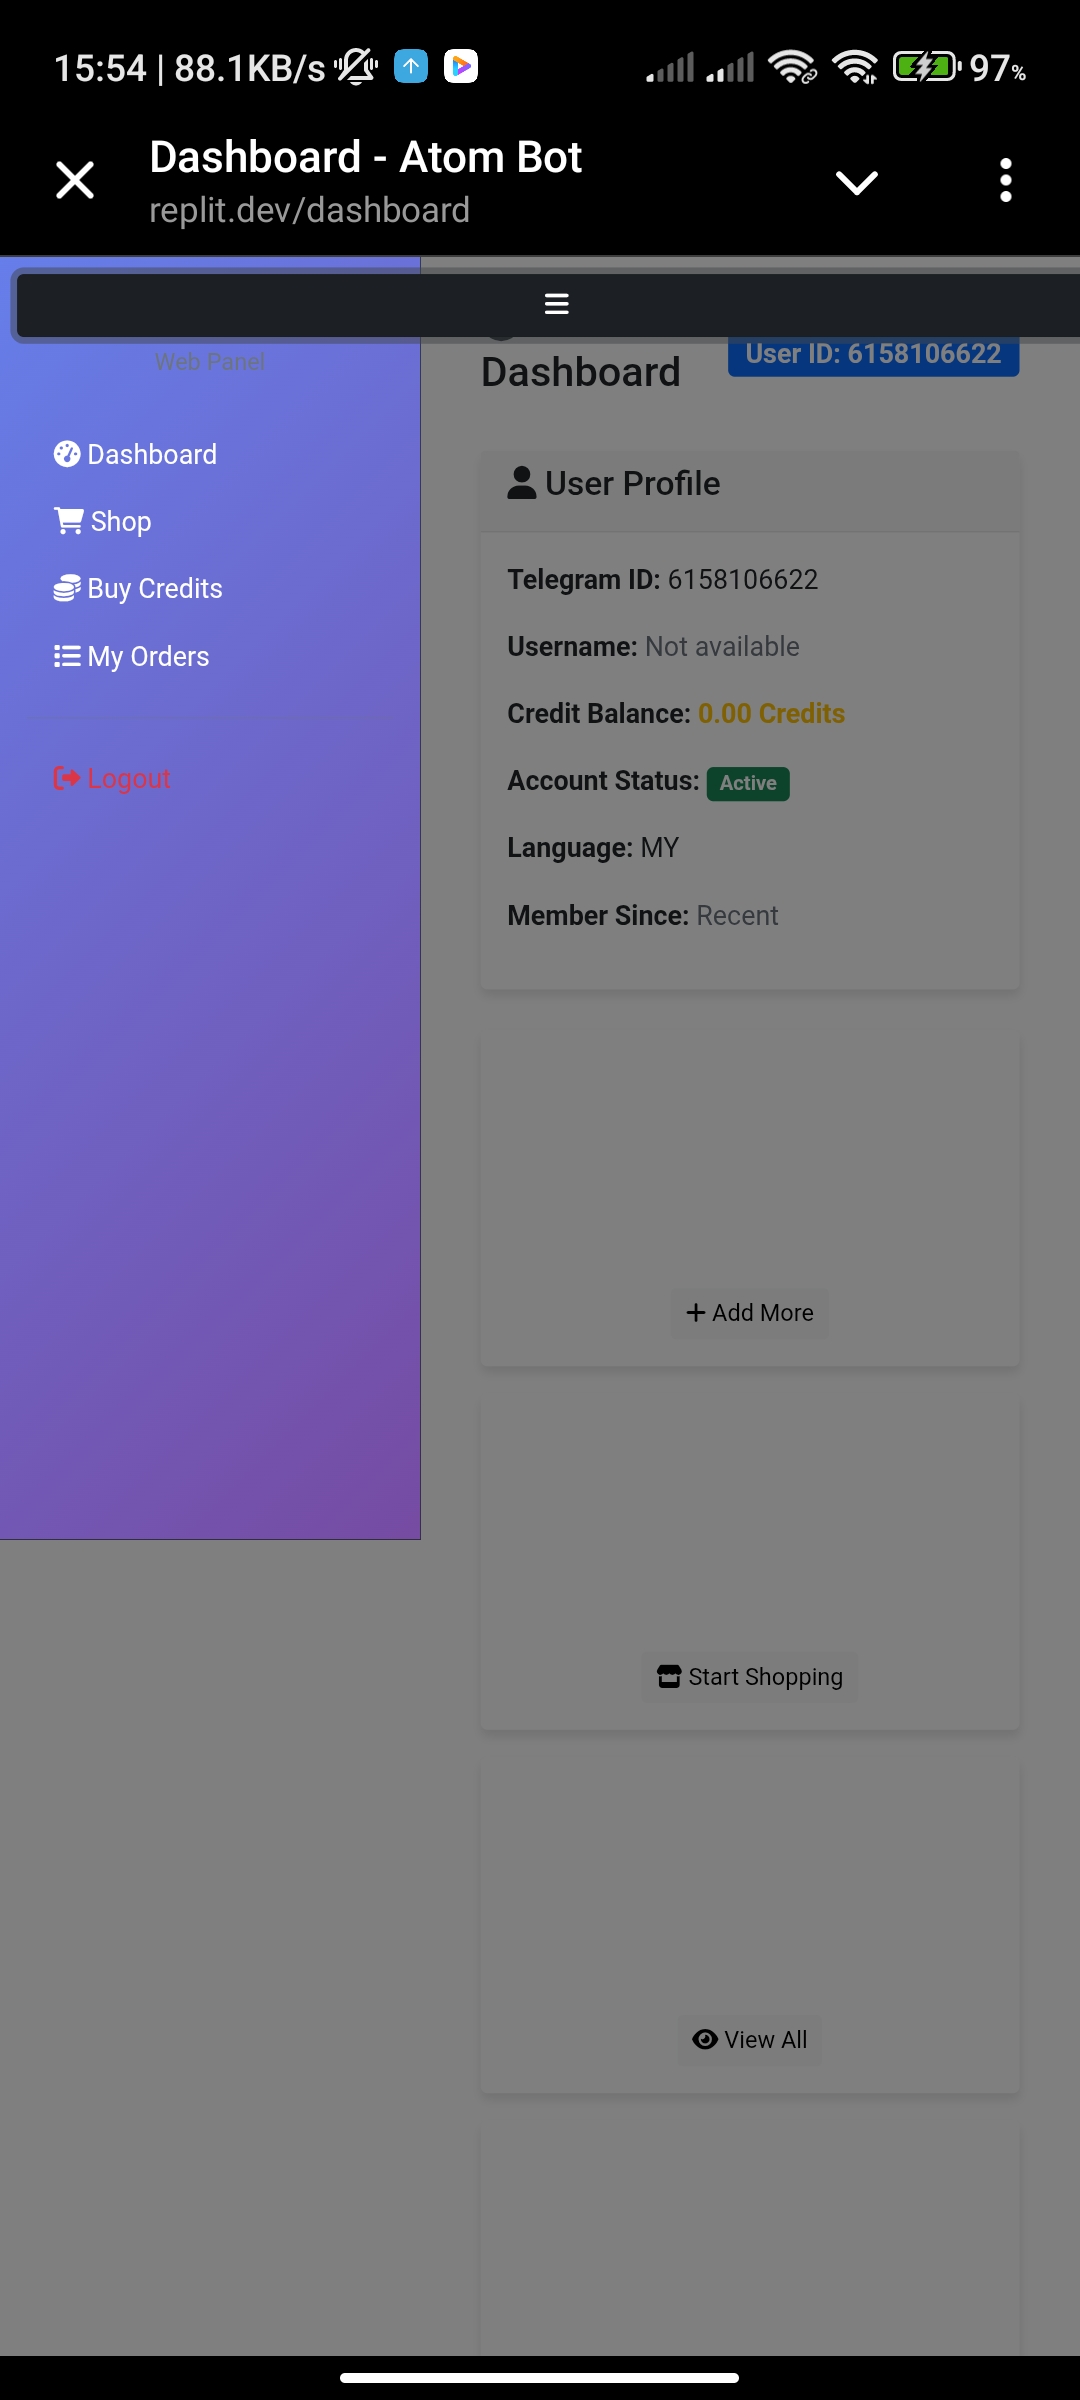 15:54 | 88.1KB/s
97%
Dashboard - Atom Bot
replit.dev/dashboard
Web Panel
Dashboard
Shop
Buy Credits
My Orders
Logout
Dashboard
User ID: 6158106622
User Profile
Telegram ID: 6158106622
Username: Not available
Credit Balance: 0.00 Credits
Account Status: Active
Language: MY
Member Since: Recent
Add More
Start Shopping
View All